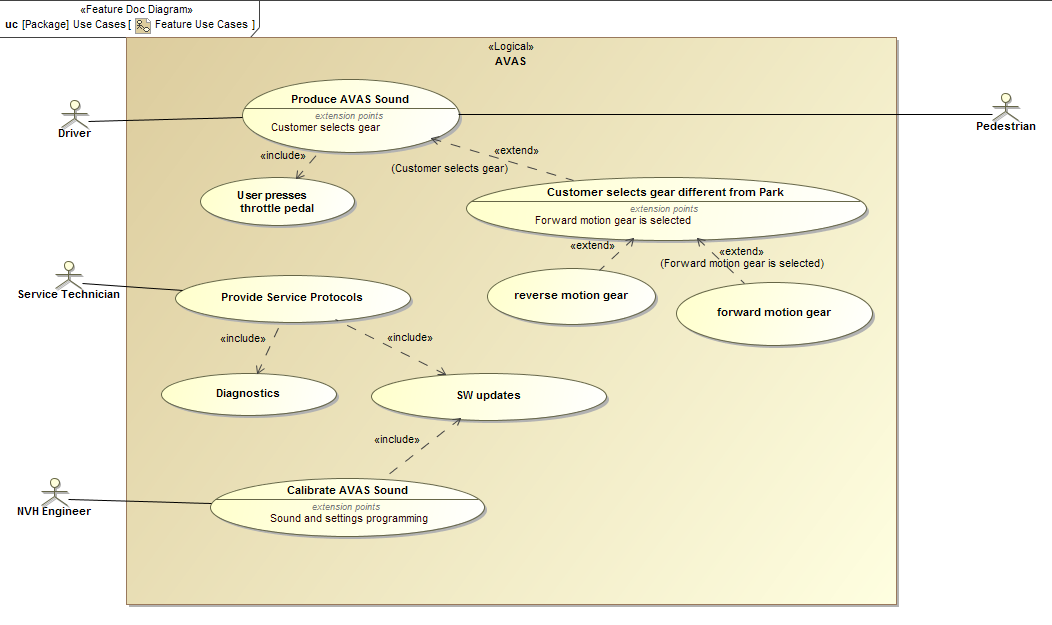 «Feature Doc Diagram»
uc [Package] Use Cases [ Feature Use Cases ]
«Logical»
AVAS
Produce AVAS Sound
extension points
Customer selects gear
Driver
Pedestrian
«include»
«extend»
(Customer selects gear)
User presses
throttle pedal
Customer selects gear different from Park
extension points
Forward motion gear is selected
«extend»
«extend»
(Forward motion gear is selected)
Service Technician
Provide Service Protocols
reverse motion gear
forward motion gear
«include»
«include»
Diagnostics
SW updates
«include»
NVH Engineer
Calibrate AVAS Sound
extension points
Sound and settings programming